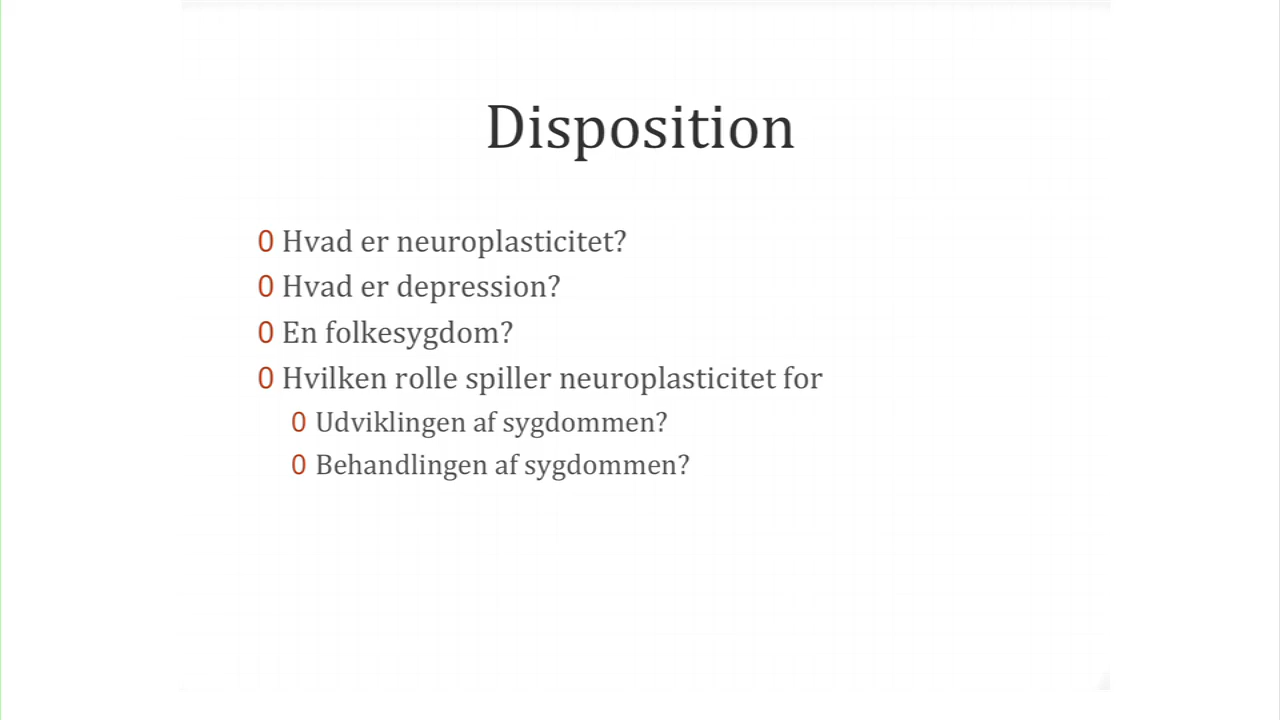 Disposition
0 Hvad er neuroplasticitet?
0 Hvad er depression?
0 En folkesygdom?
0 Hvilken rolle spiller neuroplasticitet for
0 Udviklingen af sygdommen?
0 Behandlingen af sygdommen?